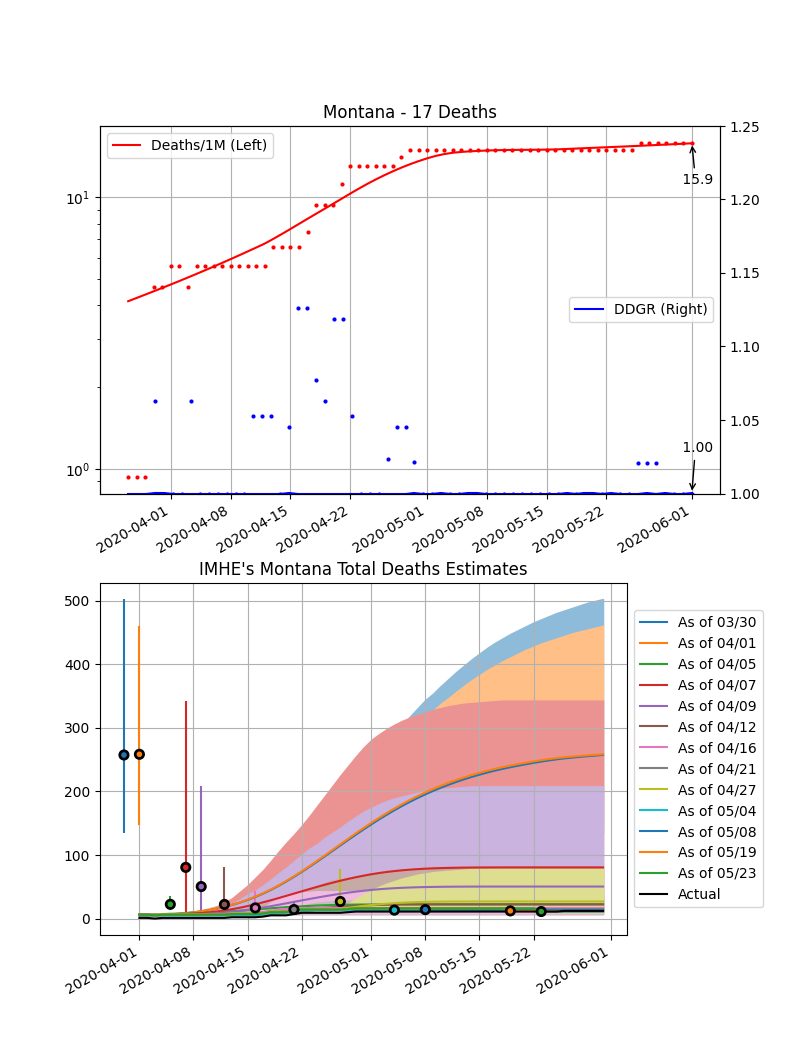 Montana - 17 Deaths
Deaths/1M (Left)
DDGR (Right)
15.9
1.00
10¹
10⁰
1.25
1.20
1.15
1.10
1.05
1.00
2020-04-01
2020-04-08
2020-04-15
2020-04-22
2020-05-01
2020-05-08
2020-05-15
2020-05-22
2020-06-01
IMHE's Montana Total Deaths Estimates
500
400
300
200
100
0
2020-04-01
2020-04-08
2020-04-15
2020-04-22
2020-05-01
2020-05-08
2020-05-15
2020-05-22
2020-06-01
As of 03/30
As of 04/01
As of 04/05
As of 04/07
As of 04/09
As of 04/12
As of 04/16
As of 04/21
As of 04/27
As of 05/04
As of 05/08
As of 05/19
As of 05/23
Actual